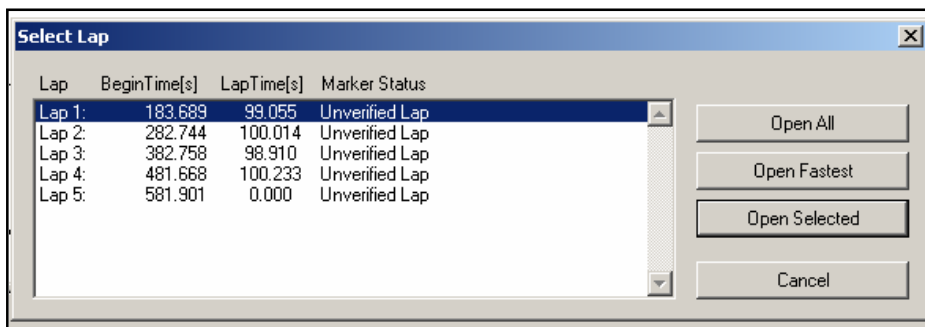 Select Lap
Lap BeginTime[s] LapTime[s] Marker Status
Lap 1: 183.689 99.055 Unverified Lap
Lap 2: 282.744 100.014 Unverified Lap
Lap 3: 382.758 98.910 Unverified Lap
Lap 4: 481.668 100.233 Unverified Lap
Lap 5: 581.901 0.000 Unverified Lap
Open All
Open Fastest
Open Selected
Cancel